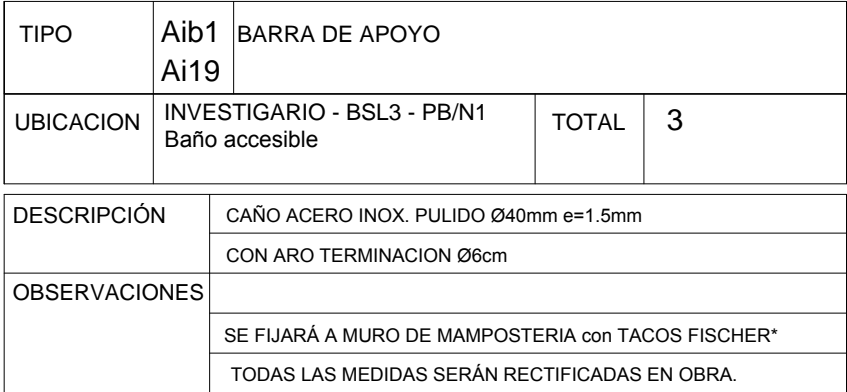 TIPO
Aib1
Ai19
BARRA DE APOYO
UBICACION
INVESTIGARIO - BSL3 - PB/N1
Baño accesible
TOTAL
3
DESCRIPCIÓN
CAÑO ACERO INOX. PULIDO Ø40mm e=1.5mm
CON ARO TERMINACION Ø6cm
OBSERVACIONES
SE FIJARÁ A MURO DE MAMPOSTERIA con TACOS FISCHER*
TODAS LAS MEDIDAS SERÁN RECTIFICADAS EN OBRA.